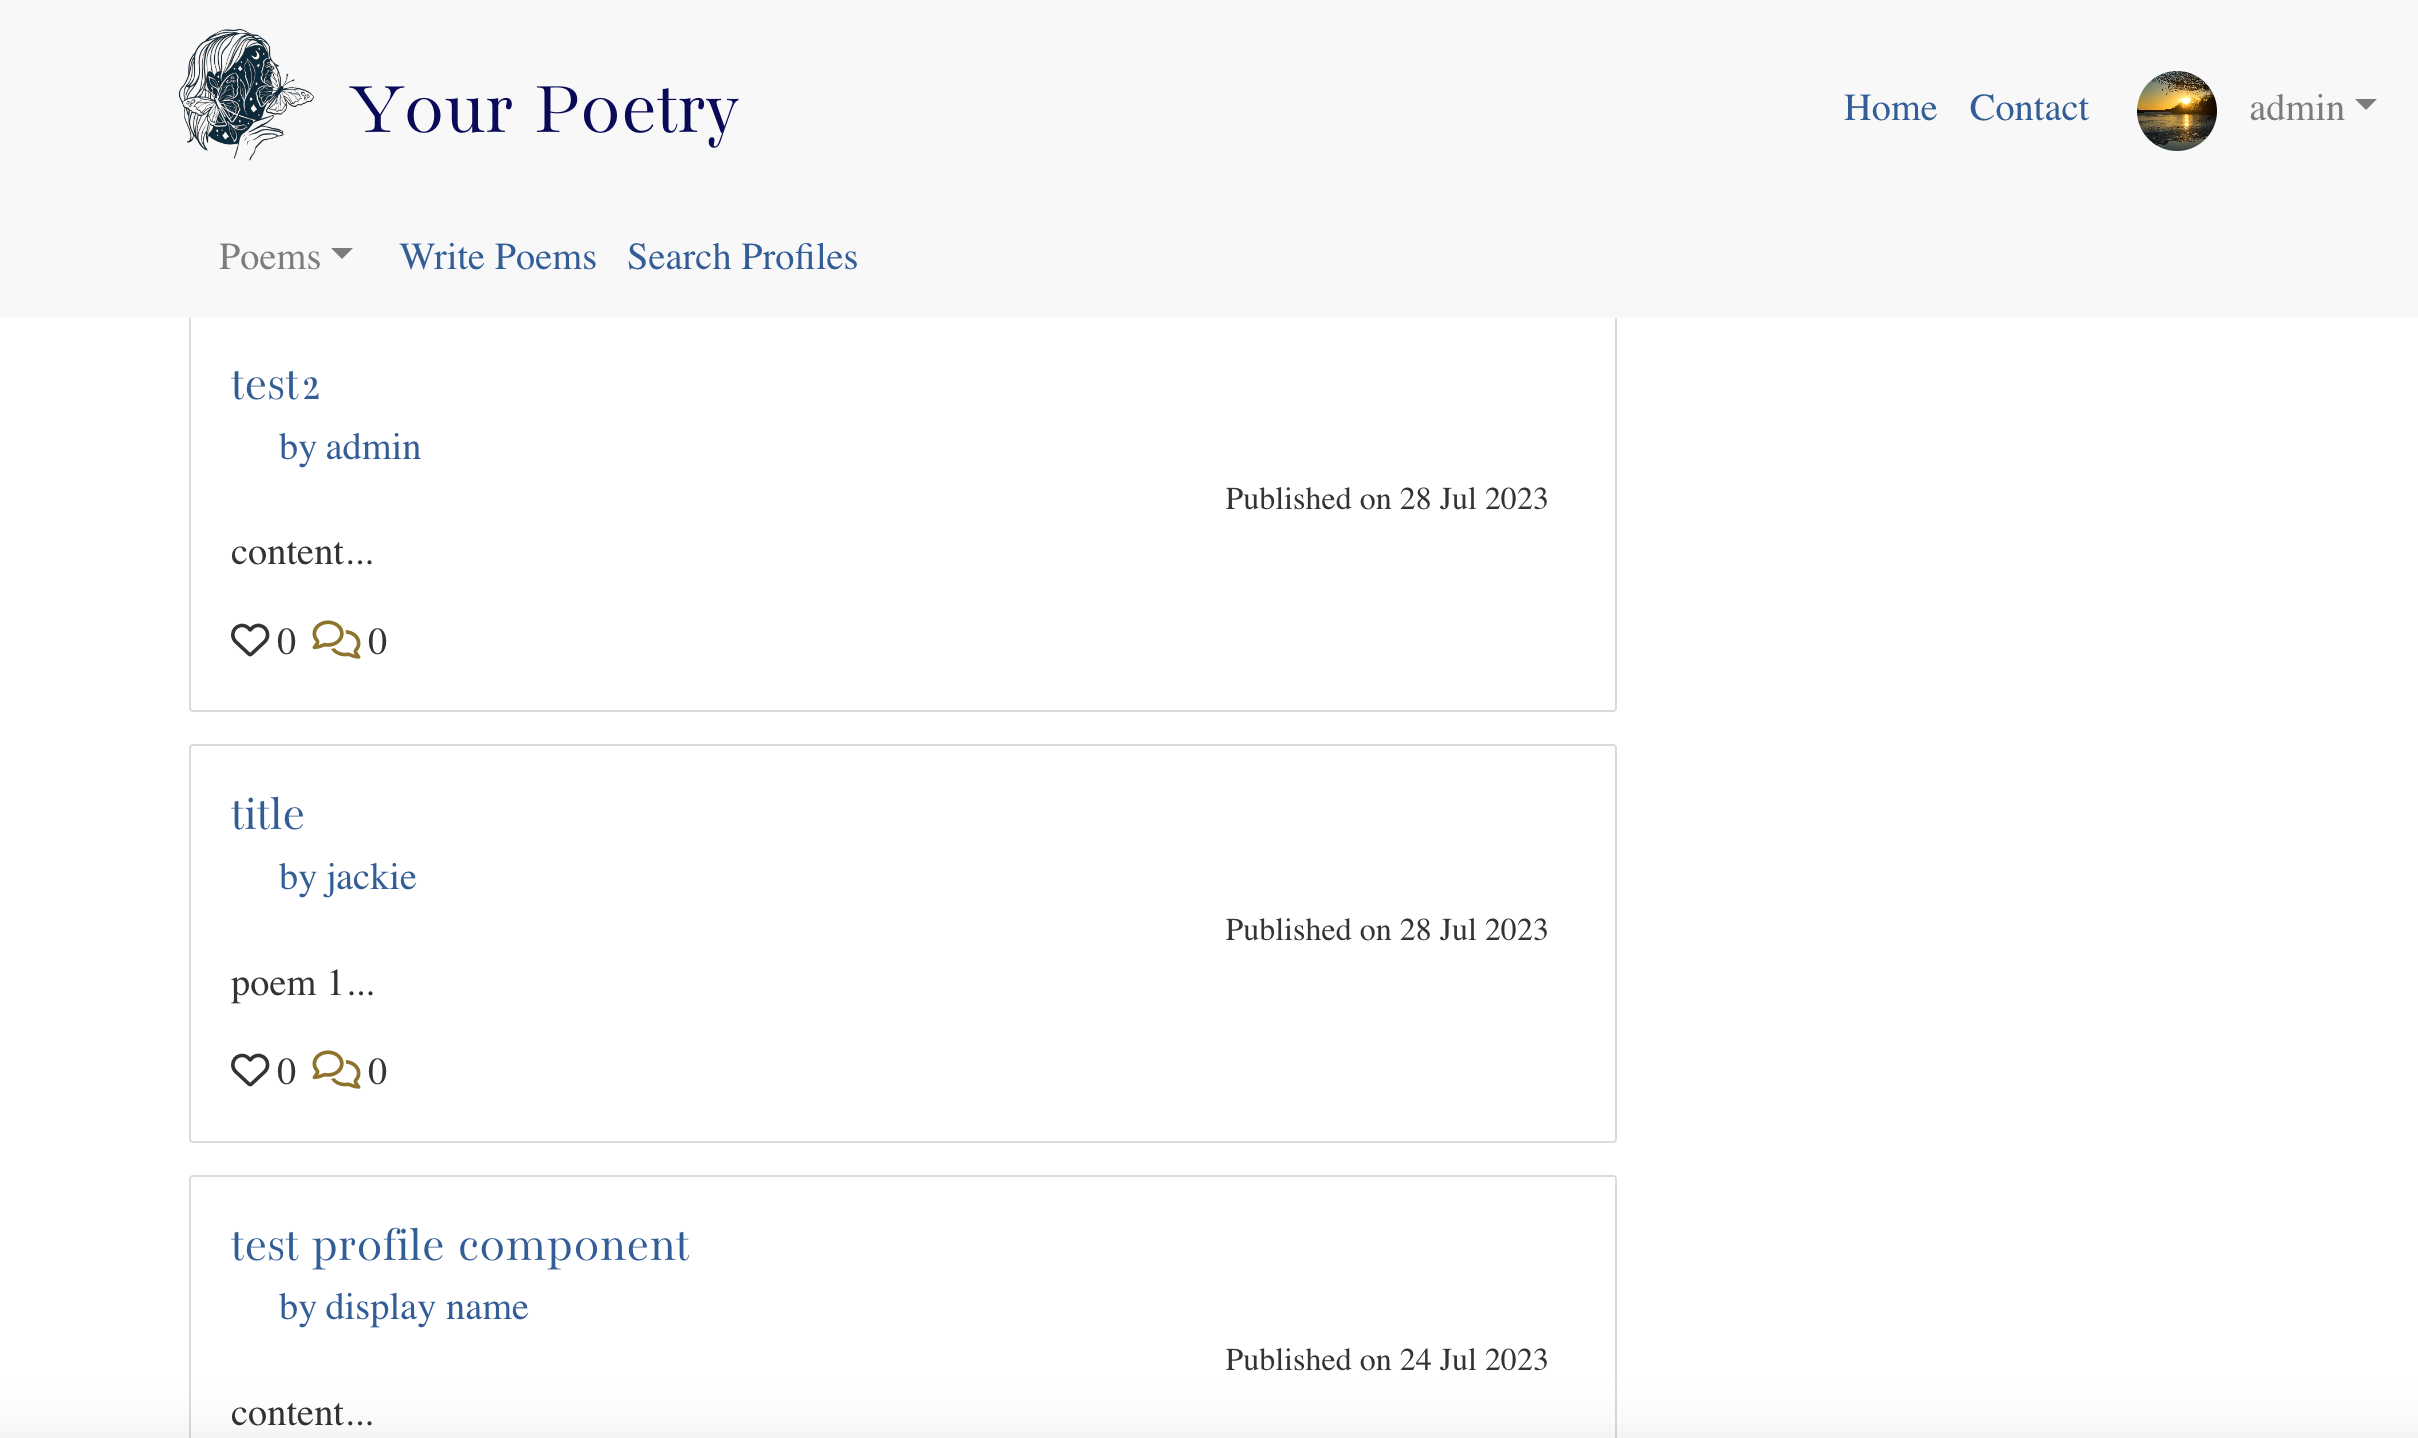 Your Poetry
Home Contact admin
Poems Write Poems Search Profiles
test2
by admin
Published on 28 Jul 2023
content...
0 0
title
by jackie
Published on 28 Jul 2023
poem 1...
0 0
test profile component
by display name
Published on 24 Jul 2023
content...